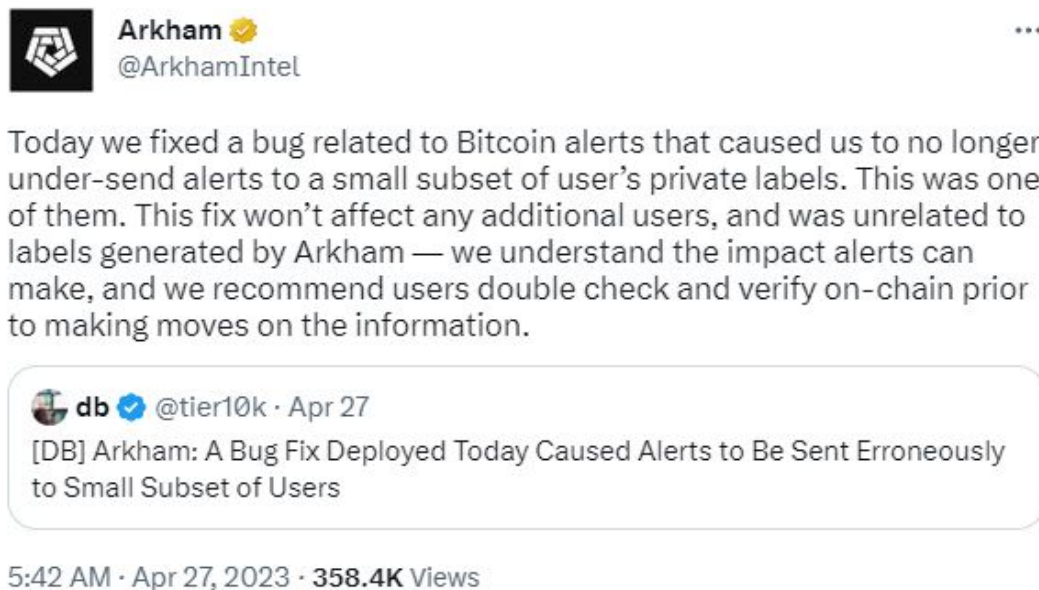 Arkham
@ArkhamIntel
Today we fixed a bug related to Bitcoin alerts that caused us to no longer
under-send alerts to a small subset of user’s private labels. This was one
of them. This fix won’t affect any additional users, and was unrelated to
labels generated by Arkham — we understand the impact alerts can
make, and we recommend users double check and verify on-chain prior
to making moves on the information.
db @tier10k · Apr 27
[DB] Arkham: A Bug Fix Deployed Today Caused Alerts to Be Sent Erroneously
to Small Subset of Users
5:42 AM · Apr 27, 2023 · 358.4K Views